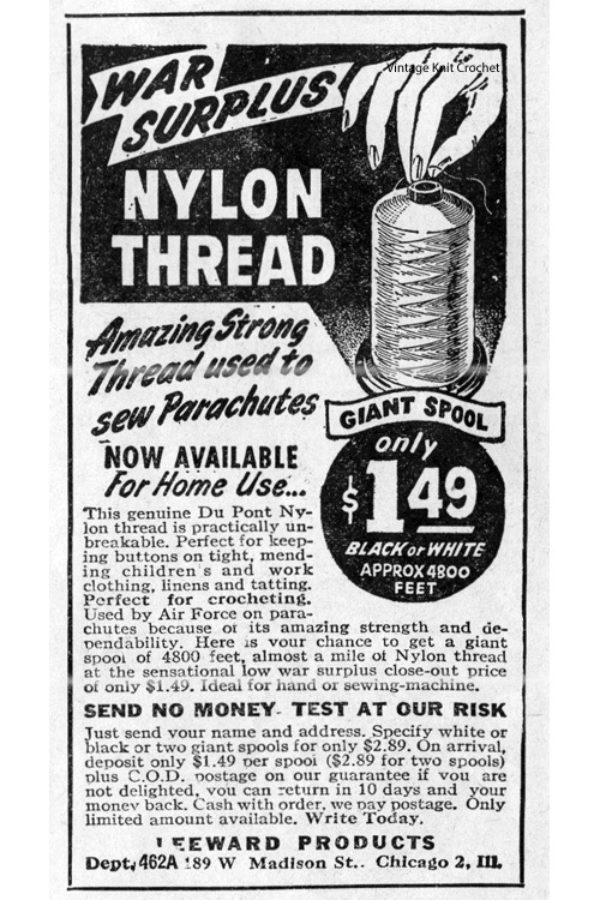 Vintage Knit Crochet
WAR
SURPLUS
NYLON
THREAD
Amazing Strong
Thread used to
sew Parachutes
GIANT SPOOL
only
$1.49
BLACK or WHITE
APPROX 4800
FEET
NOW AVAILABLE
For Home Use...
This genuine Du Pont Ny-
lon thread is practically un-
breakable. Perfect for keep-
ing buttons on tight, mend-
ing children's and work
clothing, linens and tatting.
Perfect for crocheting.
Used by Air Force on para-
chutes because of its amazing strength and de-
pendability. Here is your chance to get a giant
spool of 4800 feet, almost a mile of Nylon thread
at the sensational low war surplus close-out price
of only $1.49. Ideal for hand or sewing-machine.
SEND NO MONEY- TEST AT OUR RISK
Just send your name and address. Specify white or
black or two giant spools for only $2.89. On arrival,
deposit only $1.49 per spool ($2.89 for two spools)
plus C.O.D. postage on our guarantee if you are
not delighted, you can return in 10 days and your
money back. Cash with order, we pay postage. Only
limited amount available. Write Today.
LEEWARD PRODUCTS
Dept. 462A 189 W Madison St.. Chicago 2, Ill.